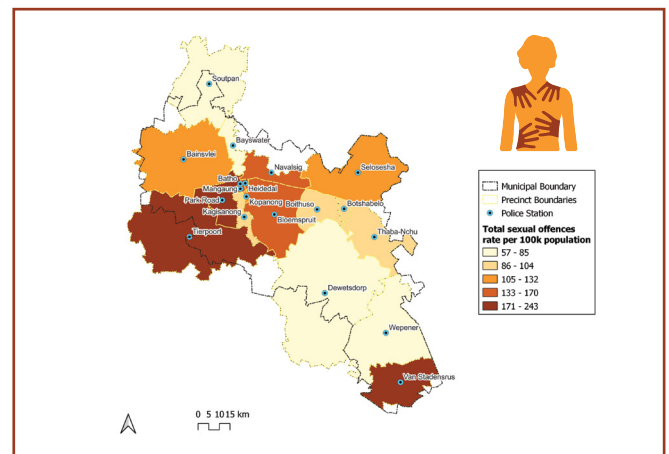 Soutpan
Bayswater
Bainsvlei
Navalsig
Selosesha
Batho
Heidedal
Mangaung
Park Road
Kopanong
Boithuso
Botshabelo
Kagisanong
Bloemspruit
Thaba-Nchu
Tierpoort
Dewetsdorp
Wepener
Van Stadensrus
0 5 10 15 km
Municipal Boundary
Precinct Boundaries
Police Station
Total sexual offences
rate per 100k population
57 - 85
86 - 104
105 - 132
133 - 170
171 - 243